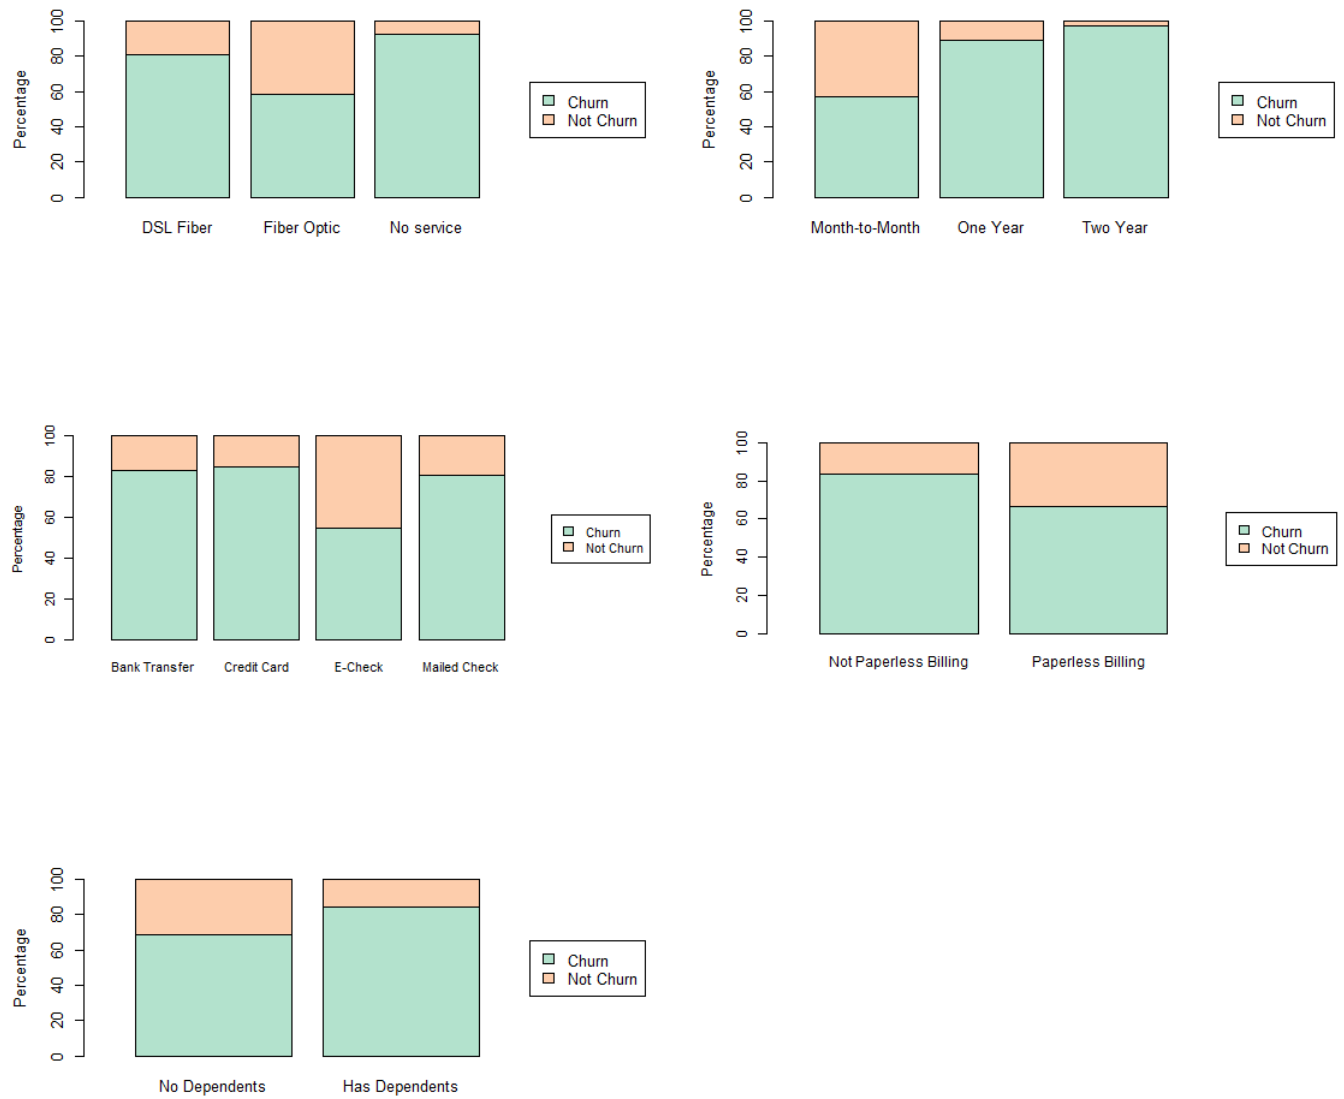 Percentage
100
80
60
40
20
0
DSL Fiber Fiber Optic No service
Churn
Not Churn
Percentage
100
80
60
40
20
0
Month-to-Month One Year Two Year
Churn
Not Churn
Percentage
100
80
60
40
20
0
Bank Transfer Credit Card E-Check Mailed Check
Churn
Not Churn
Percentage
100
80
60
40
20
0
Not Paperless Billing Paperless Billing
Churn
Not Churn
Percentage
100
80
60
40
20
0
No Dependents Has Dependents
Churn
Not Churn